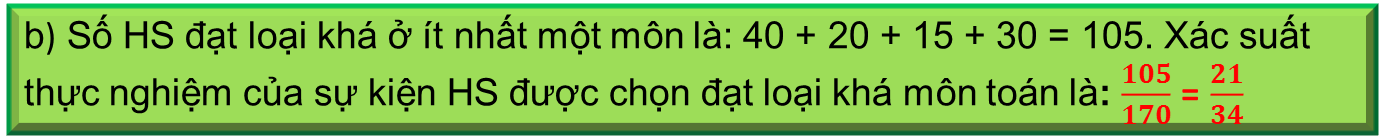 b) Số HS đạt loại khá ở ít nhất một môn là: 40 + 20 + 15 + 30 = 105. Xác suất
thực nghiệm của sự kiện HS được chọn đạt loại khá môn toán là: 105/170 = 21/34